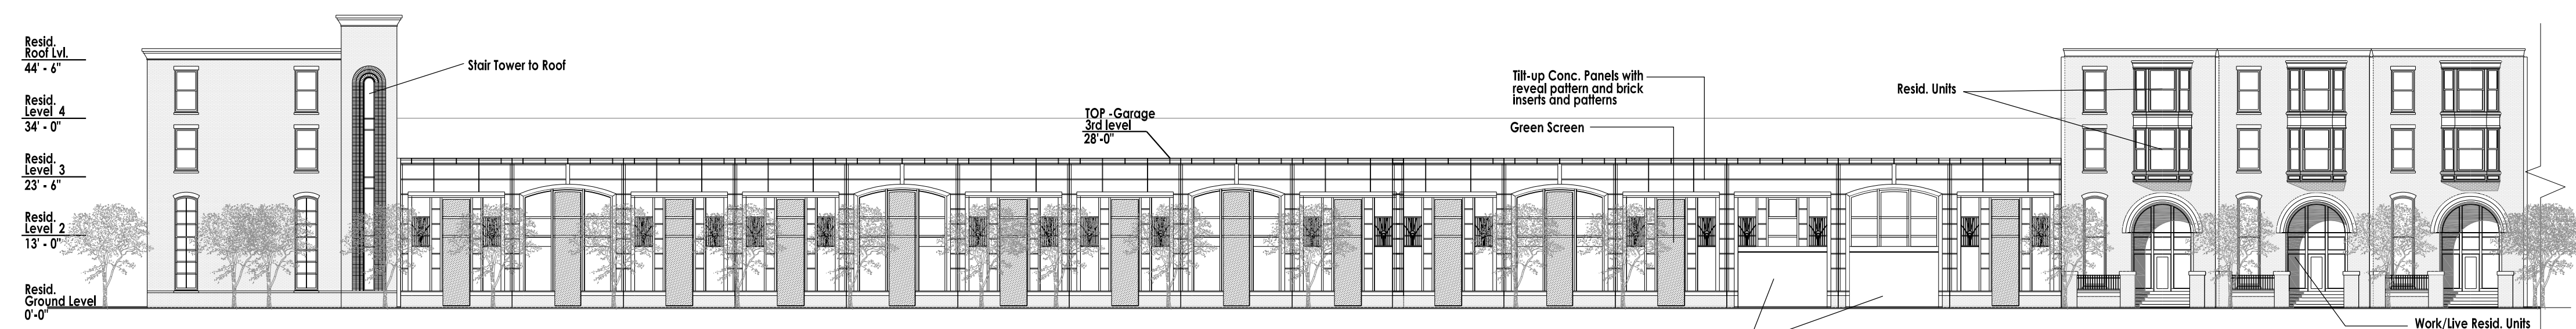 Resid.
Roof Lvl.
44' - 6"
Resid.
Level 4
34' - 0"
Resid.
Level 3
23' - 6"
Resid.
Level 2
13' - 0"
Resid.
Ground Level
0'-0"
Stair Tower to Roof
TOP -Garage
3rd level
28'-0"
Tilt-up Conc. Panels with
reveal pattern and brick
inserts and patterns
Green Screen
Resid. Units
Work/Live Resid. Units